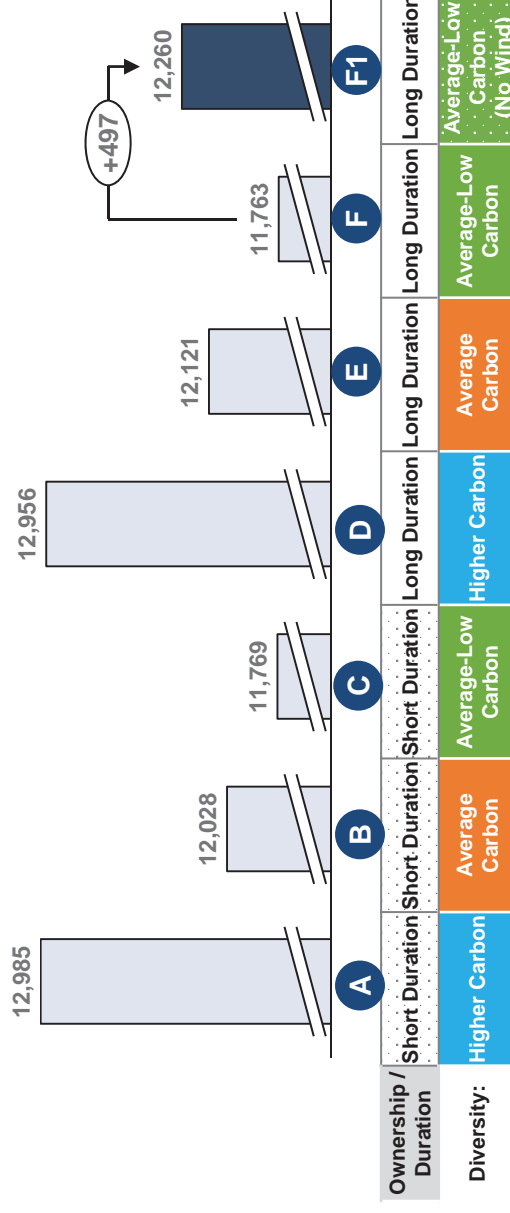 12,985
12,028
11,769
12,956
12,121
11,763
+497
12,260
A
B
C
D
E
F
F1
Ownership /
Duration
Short Duration
Short Duration
Short Duration
Long Duration
Long Duration
Long Duration
Long Duration
Diversity:
Higher Carbon
Average
Carbon
Average-Low
Carbon
Higher Carbon
Average
Carbon
Average-Low
Carbon
Average-Low
Carbon
(No Wind)